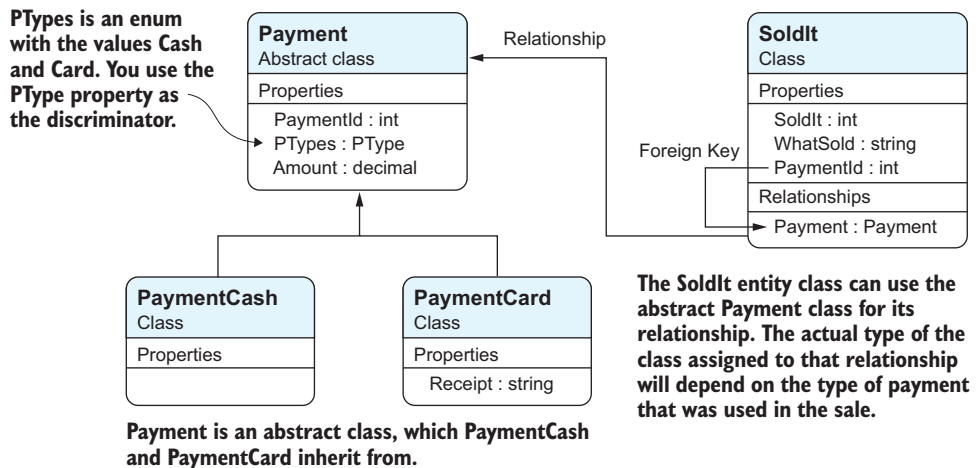 PTypes is an enum
with the values Cash
and Card. You use the
PType property as
the discriminator.
Payment
Abstract class
Properties
PaymentId : int
PTypes : PType
Amount : decimal
Relationship
SoldIt
Class
Properties
SoldIt : int
WhatSold : string
PaymentId : int
Relationships
Payment : Payment
Foreign Key
PaymentCash
Class
Properties
PaymentCard
Class
Properties
Receipt : string
The SoldIt entity class can use the
abstract Payment class for its
relationship. The actual type of the
class assigned to that relationship
will depend on the type of payment
that was used in the sale.
Payment is an abstract class, which PaymentCash
and PaymentCard inherit from.